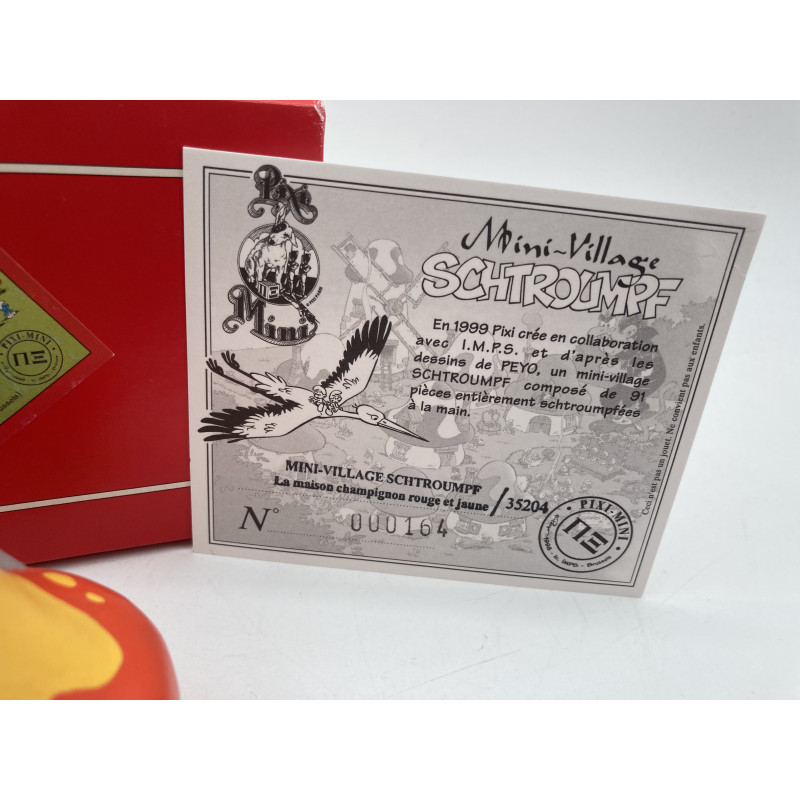 Pixi
Mini
Mini-Village
SCHTROUMPF
En 1999 Pixi crée en collaboration
avec I.M.P.S. et d'après les
dessins de PEYO, un mini-village
SCHTROUMPF composé de 91
pièces entièrement schtroumpfées
à la main.
MINI-VILLAGE SCHTROUMPF
La maison champignon rouge et jaune / 35204
N° 000164
PIXI-MINI
Ceci n'est pas un jouet. Ne convient pas aux enfants.
PIXI-MINI